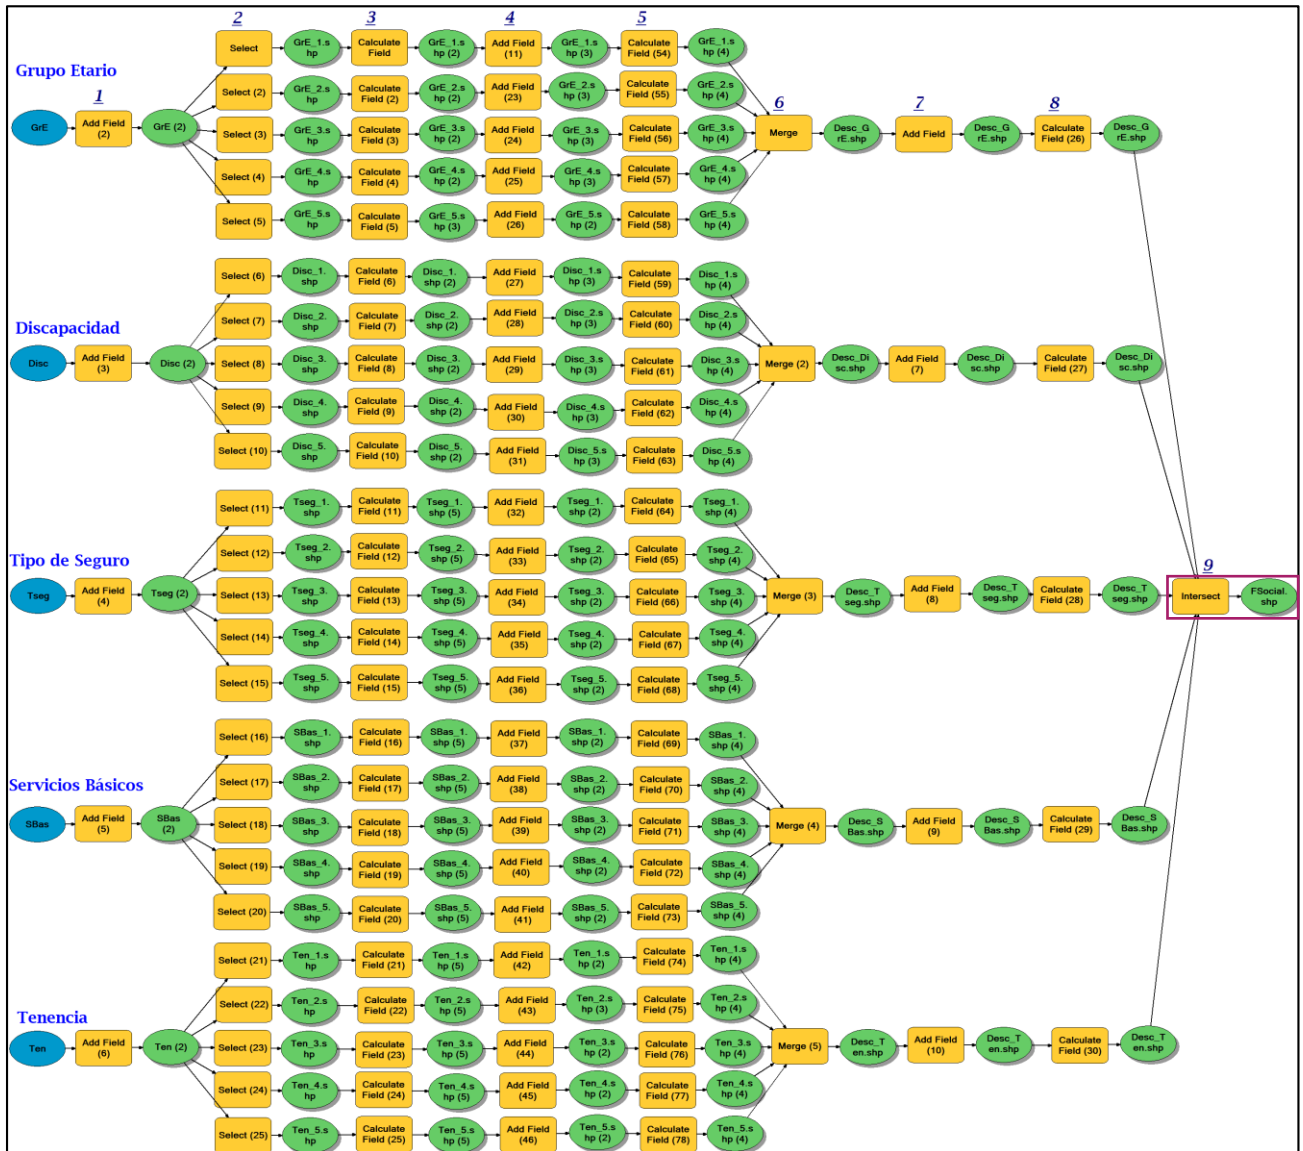 2
3
4
5
Select
GrE_1.s
hp
Calculate
Field
GrE_1.s
hp (2)
Add Field
(11)
GrE_1.s
hp (3)
Calculate
Field (54)
GrE_1.s
hp (4)
Grupo Etario
1
Select (2)
GrE_2.s
hp
Calculate
Field (2)
GrE_2.s
hp (2)
Add Field
(23)
GrE_2.s
hp (3)
Calculate
Field (55)
GrE_2.s
hp (4)
6
7
8
GrE
Add Field
(2)
GrE (2)
Select (3)
GrE_3.s
hp
Calculate
Field (3)
GrE_3.s
hp (2)
Add Field
(24)
GrE_3.s
hp (3)
Calculate
Field (56)
GrE_3.s
hp (4)
Merge
Desc_G
rE.shp
Add Field
Desc_G
rE.shp
Calculate
Field (26)
Desc_G
rE.shp
Select (4)
GrE_4.s
hp
Calculate
Field (4)
GrE_4.s
hp (2)
Add Field
(25)
GrE_4.s
hp (3)
Calculate
Field (57)
GrE_4.s
hp (4)
Select (5)
GrE_5.s
hp
Calculate
Field (5)
GrE_5.s
hp (3)
Add Field
(26)
GrE_5.s
hp (2)
Calculate
Field (58)
GrE_5.s
hp (4)
Select (6)
Disc_1.
shp
Calculate
Field (6)
Disc_1.
shp (2)
Add Field
(27)
Disc_1.s
hp (3)
Calculate
Field (59)
Disc_1.s
hp (4)
Discapacidad
Select (7)
Disc_2.
shp
Calculate
Field (7)
Disc_2.
shp (2)
Add Field
(28)
Disc_2.s
hp (3)
Calculate
Field (60)
Disc_2.s
hp (4)
Disc
Add Field
(3)
Disc (2)
Select (8)
Disc_3.
shp
Calculate
Field (8)
Disc_3.
shp (2)
Add Field
(29)
Disc_3.s
hp (3)
Calculate
Field (61)
Disc_3.s
hp (4)
Merge (2)
Desc_Di
sc.shp
Add Field
(7)
Desc_Di
sc.shp
Calculate
Field (27)
Desc_Di
sc.shp
Select (9)
Disc_4.
shp
Calculate
Field (9)
Disc_4.
shp (2)
Add Field
(30)
Disc_4.s
hp (3)
Calculate
Field (62)
Disc_4.s
hp (4)
Select (10)
Disc_5.
shp
Calculate
Field (10)
Disc_5.
shp (2)
Add Field
(31)
Disc_5.s
hp (3)
Calculate
Field (63)
Disc_5.s
hp (4)
Select (11)
Tseg_1.
shp
Calculate
Field (11)
Tseg_1.
shp (5)
Add Field
(32)
Tseg_1.
shp (2)
Calculate
Field (64)
Tseg_1.
shp (4)
Tipo de Seguro
Select (12)
Tseg_2.
shp
Calculate
Field (12)
Tseg_2.
shp (5)
Add Field
(33)
Tseg_2.
shp (2)
Calculate
Field (65)
Tseg_2.
shp (4)
9
Tseg
Add Field
(4)
Tseg (2)
Select (13)
Tseg_3.
shp
Calculate
Field (13)
Tseg_3.
shp (5)
Add Field
(34)
Tseg_3.
shp (2)
Calculate
Field (66)
Tseg_3.
shp (4)
Merge (3)
Desc_T
seg.shp
Add Field
(8)
Desc_T
seg.shp
Calculate
Field (28)
Desc_T
seg.shp
Intersect
FSocial.
shp
Select (14)
Tseg_4.
shp
Calculate
Field (14)
Tseg_4.
shp (5)
Add Field
(35)
Tseg_4.
shp (2)
Calculate
Field (67)
Tseg_4.
shp (4)
Select (15)
Tseg_5.
shp
Calculate
Field (15)
Tseg_5.
shp (5)
Add Field
(36)
Tseg_5.
shp (2)
Calculate
Field (68)
Tseg_5.
shp (4)
Select (16)
SBas_1.
shp
Calculate
Field (16)
SBas_1.
shp (5)
Add Field
(37)
SBas_1.
shp (2)
Calculate
Field (69)
SBas_1.
shp (4)
Servicios Básicos
Select (17)
SBas_2.
shp
Calculate
Field (17)
SBas_2.
shp (5)
Add Field
(38)
SBas_2.
shp (2)
Calculate
Field (70)
SBas_2.
shp (4)
SBas
Add Field
(5)
SBas
(2)
Select (18)
SBas_3.
shp
Calculate
Field (18)
SBas_3.
shp (5)
Add Field
(39)
SBas_3.
shp (2)
Calculate
Field (71)
SBas_3.
shp (4)
Merge (4)
Desc_S
Bas.shp
Add Field
(9)
Desc_S
Bas.shp
Calculate
Field (29)
Desc_S
Bas.shp
Select (19)
SBas_4.
shp
Calculate
Field (19)
SBas_4.
shp (5)
Add Field
(40)
SBas_4.
shp (2)
Calculate
Field (72)
SBas_4.
shp (4)
Select (20)
SBas_5.
shp
Calculate
Field (20)
SBas_5.
shp (5)
Add Field
(41)
SBas_5.
shp (2)
Calculate
Field (73)
SBas_5.
shp (4)
Select (21)
Ten_1.s
hp
Calculate
Field (21)
Ten_1.s
hp (5)
Add Field
(42)
Ten_1.s
hp (2)
Calculate
Field (74)
Ten_1.s
hp (4)
Tenencia
Select (22)
Ten_2.s
hp
Calculate
Field (22)
Ten_2.s
hp (5)
Add Field
(43)
Ten_2.s
hp (3)
Calculate
Field (75)
Ten_2.s
hp (4)
Ten
Add Field
(6)
Ten (2)
Select (23)
Ten_3.s
hp
Calculate
Field (23)
Ten_3.s
hp (5)
Add Field
(44)
Ten_3.s
hp (2)
Calculate
Field (76)
Ten_3.s
hp (4)
Merge (5)
Desc_T
en.shp
Add Field
(10)
Desc_T
en.shp
Calculate
Field (30)
Desc_T
en.shp
Select (24)
Ten_4.s
hp
Calculate
Field (24)
Ten_4.s
hp (5)
Add Field
(45)
Ten_4.s
hp (2)
Calculate
Field (77)
Ten_4.s
hp (4)
Select (25)
Ten_5.s
hp
Calculate
Field (25)
Ten_5.s
hp (5)
Add Field
(46)
Ten_5.s
hp (2)
Calculate
Field (78)
Ten_5.s
hp (4)